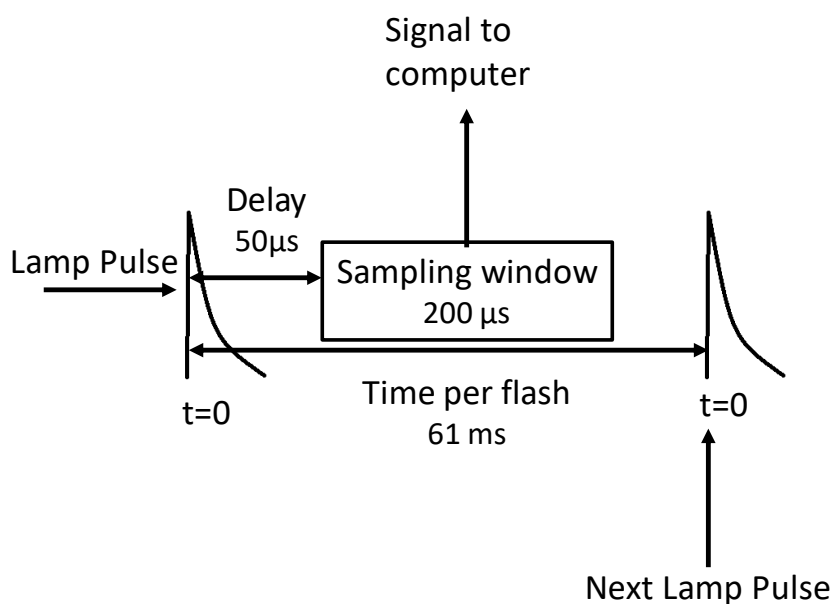 Signal to
computer
Delay
50µs
Lamp Pulse
Sampling window
200 µs
t=0
Time per flash
61 ms
t=0
Next Lamp Pulse